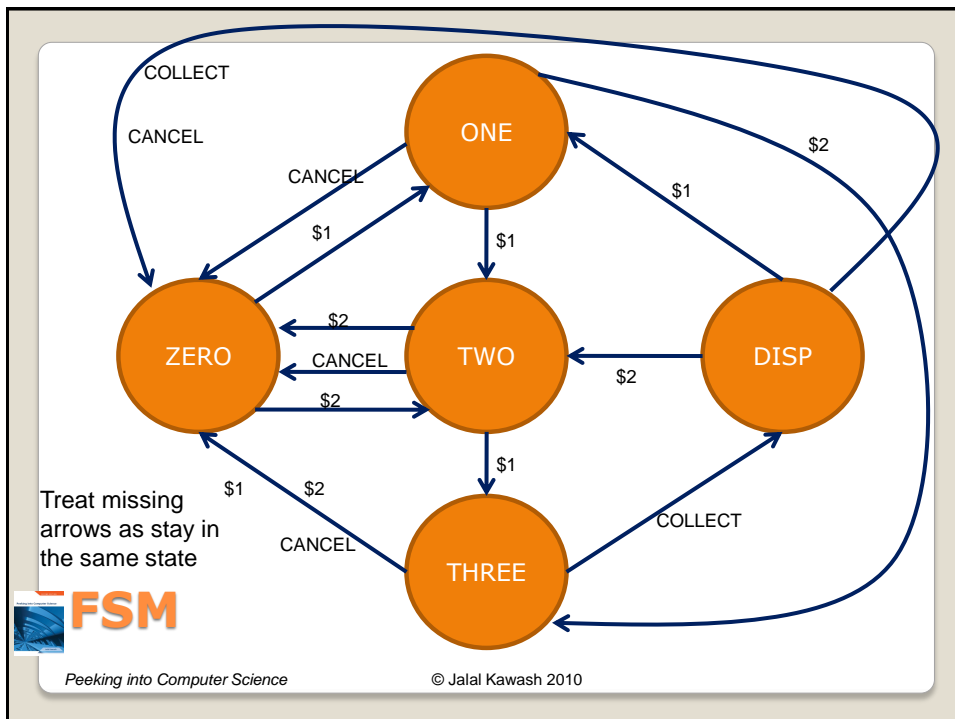 COLLECT
CANCEL
ONE
$2
CANCEL
$1
$1
$1
ZERO
$2
TWO
DISP
CANCEL
$2
$2
$1
$1
$2
Treat missing
arrows as stay in
the same state
COLLECT
CANCEL
THREE
FSM
Peeking into Computer Science
© Jalal Kawash 2010